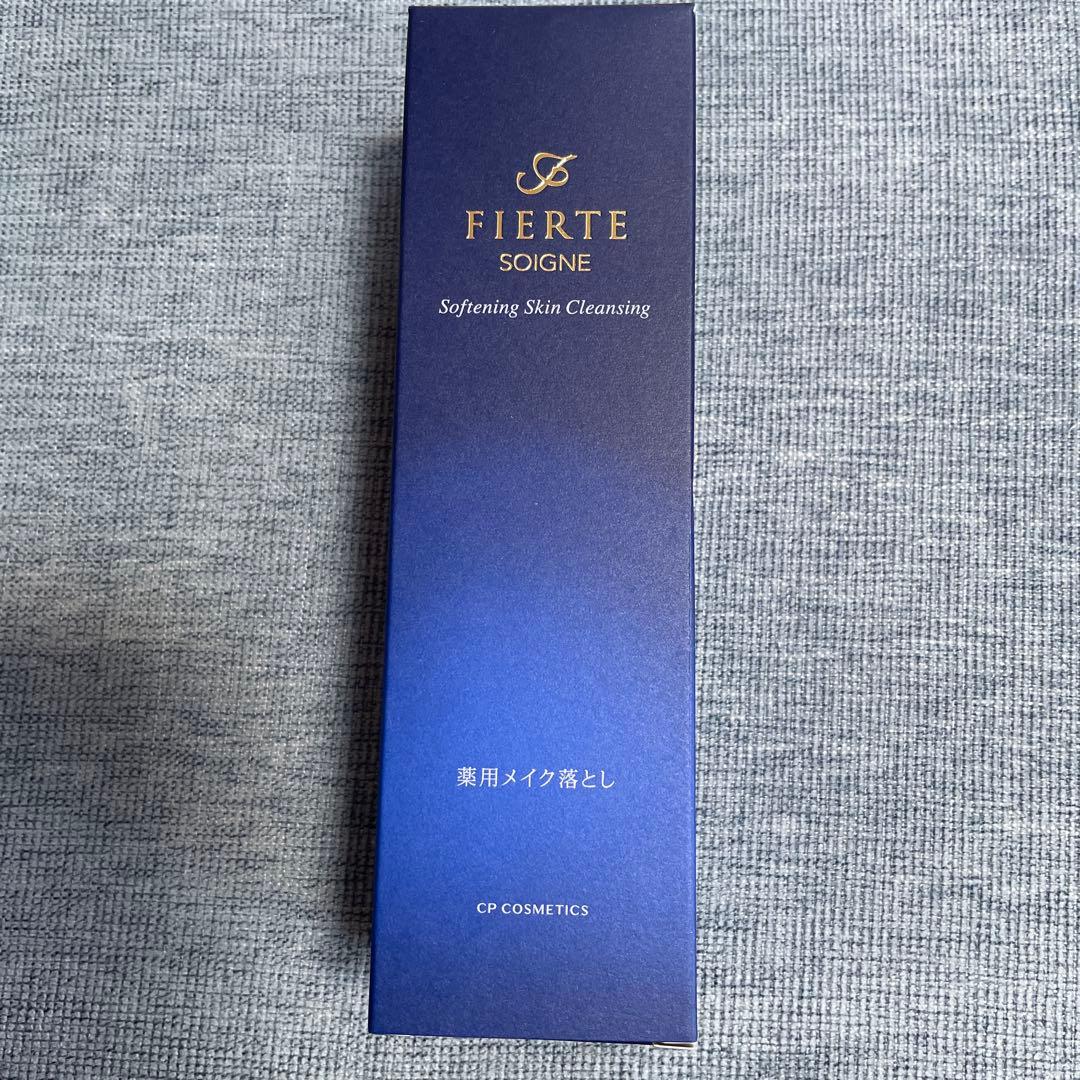 FIERTE
SOIGNE
Softening Skin Cleansing
薬用メイク落とし
CP COSMETICS